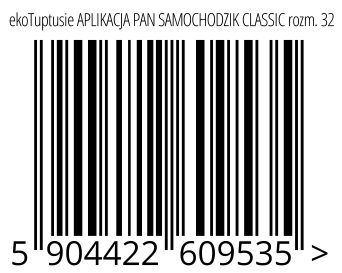 ekoTuptusie APLIKACJA PAN SAMOCHODZIK CLASSIC rozm. 32
5 904422 609535 >